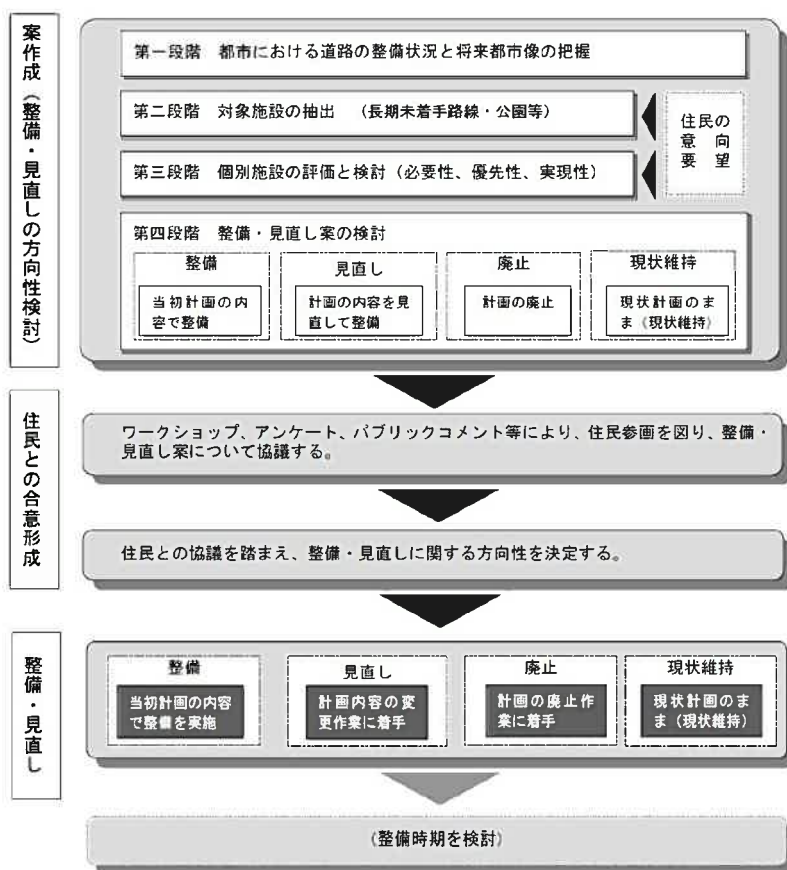 案作成（整備・見直しの方向性検討）
第一段階　都市における道路の整備状況と将来都市像の把握
第二段階　対象施設の抽出　（長期未着手路線・公園等）
第三段階　個別施設の評価と検討（必要性、優先性、実現性）
住民の
意　向
要　望
第四段階　整備・見直し案の検討
整備
当初計画の内
容で整備
見直し
計画の内容を見
直して整備
廃止
計画の廃止
現状維持
現状計画のま
ま（現状維持）
住民との合意形成
ワークショップ、アンケート、パブリックコメント等により、住民参画を図り、整備・
見直し案について協議する。
住民との協議を踏まえ、整備・見直しに関する方向性を決定する。
整備・見直し
整備
当初計画の内容
で整備を実施
見直し
計画内容の変
更作業に着手
廃止
計画の廃止作
業に着手
現状維持
現状計画のま
ま（現状維持）
（整備時期を検討）